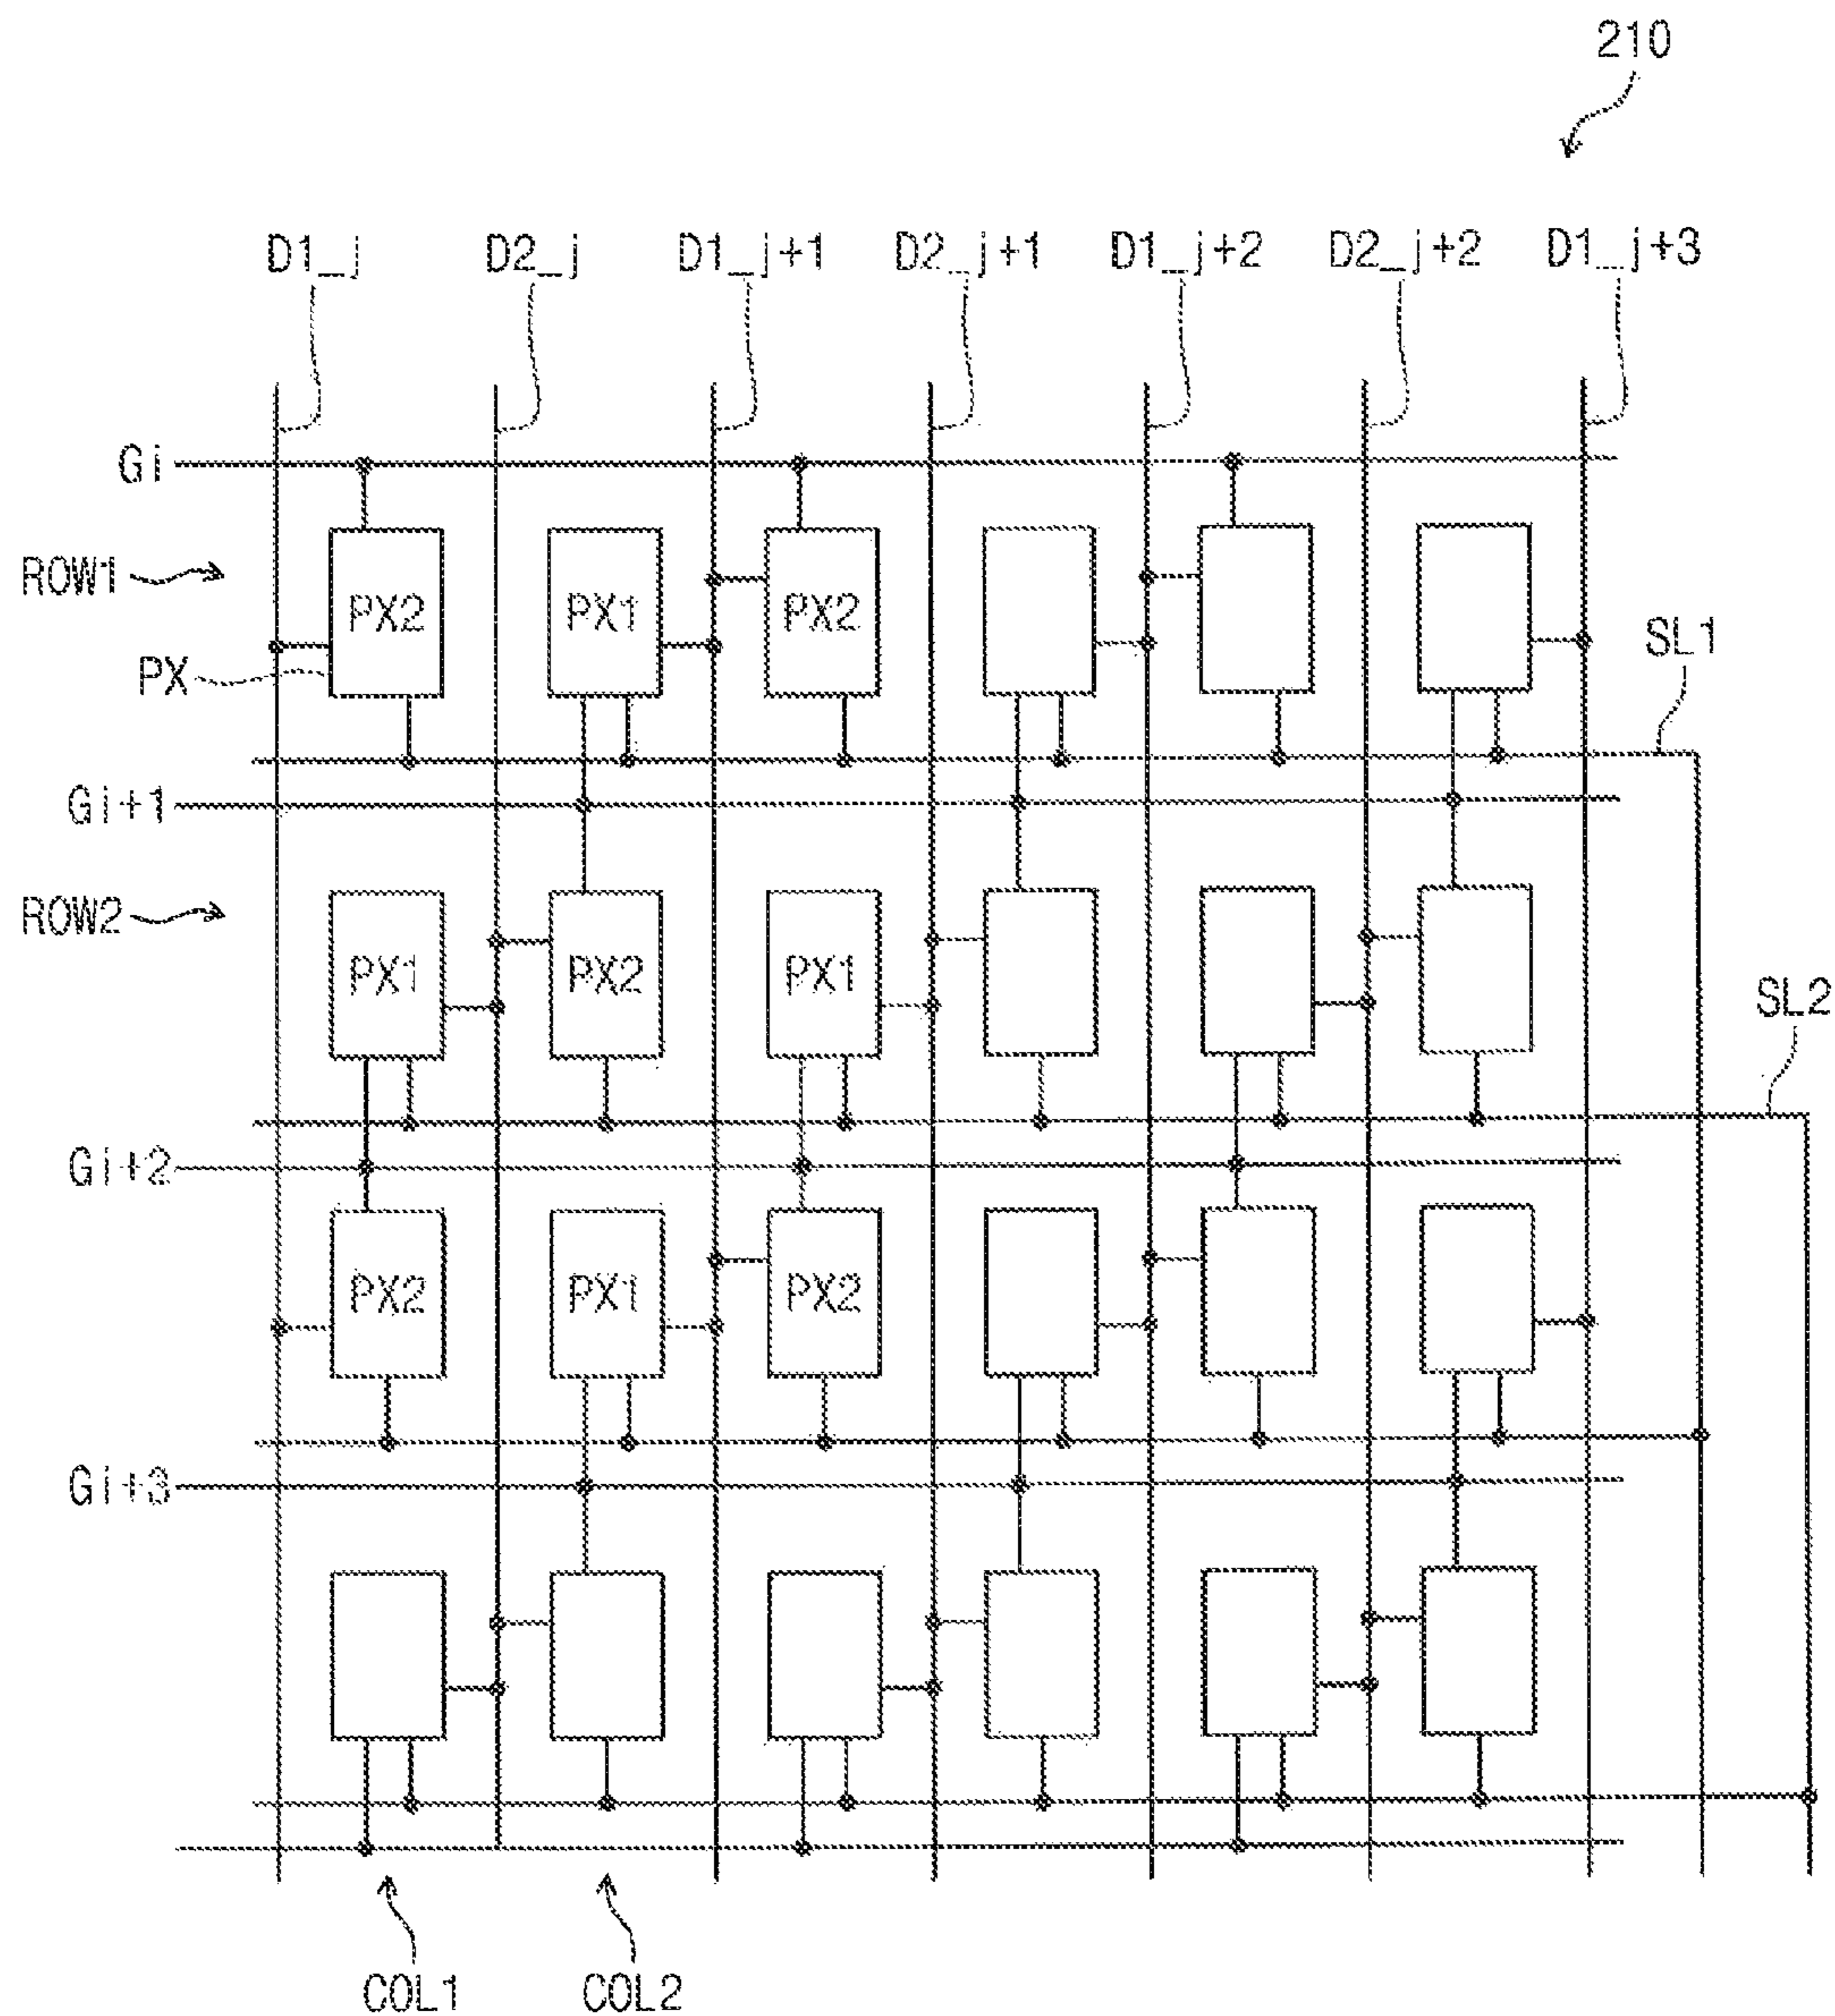 210
D1_j D2_j D1_j+1 D2_j+1 D1_j+2 D2_j+2 D1_j+3
Gi
ROW1
PX2 PX1 PX2
PX
SL1
Gi+1
ROW2
PX1 PX2 PX1
SL2
Gi+2
PX2 PX1 PX2
Gi+3
COL1 COL2